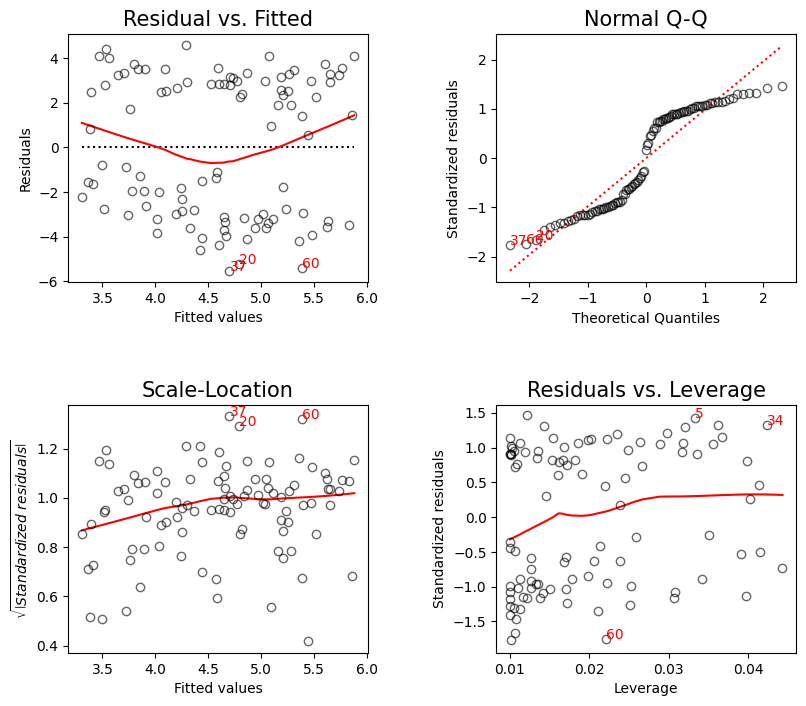 Residual vs. Fitted
Residuals
4
2
0
−2
−4
−6
37
20
60
3.5 4.0 4.5 5.0 5.5 6.0
Fitted values
Normal Q-Q
Standardized residuals
2
1
0
−1
−2
37 60 20
−2 −1 0 1 2
Theoretical Quantiles
Scale-Location
√|Standardized residuals|
1.2
1.0
0.8
0.6
0.4
37
20
60
3.5 4.0 4.5 5.0 5.5 6.0
Fitted values
Residuals vs. Leverage
Standardized residuals
1.5
1.0
0.5
0.0
−0.5
−1.0
−1.5
5
34
60
0.01 0.02 0.03 0.04
Leverage